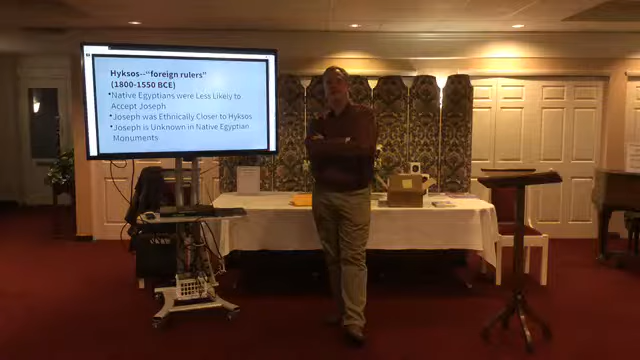 Hyksos--"foreign rulers"
(1800-1550 BCE)
•Native Egyptians were Less Likely to
Accept Joseph
•Joseph was Ethnically Closer to Hyksos
•Joseph is Unknown in Native Egyptian
Monuments